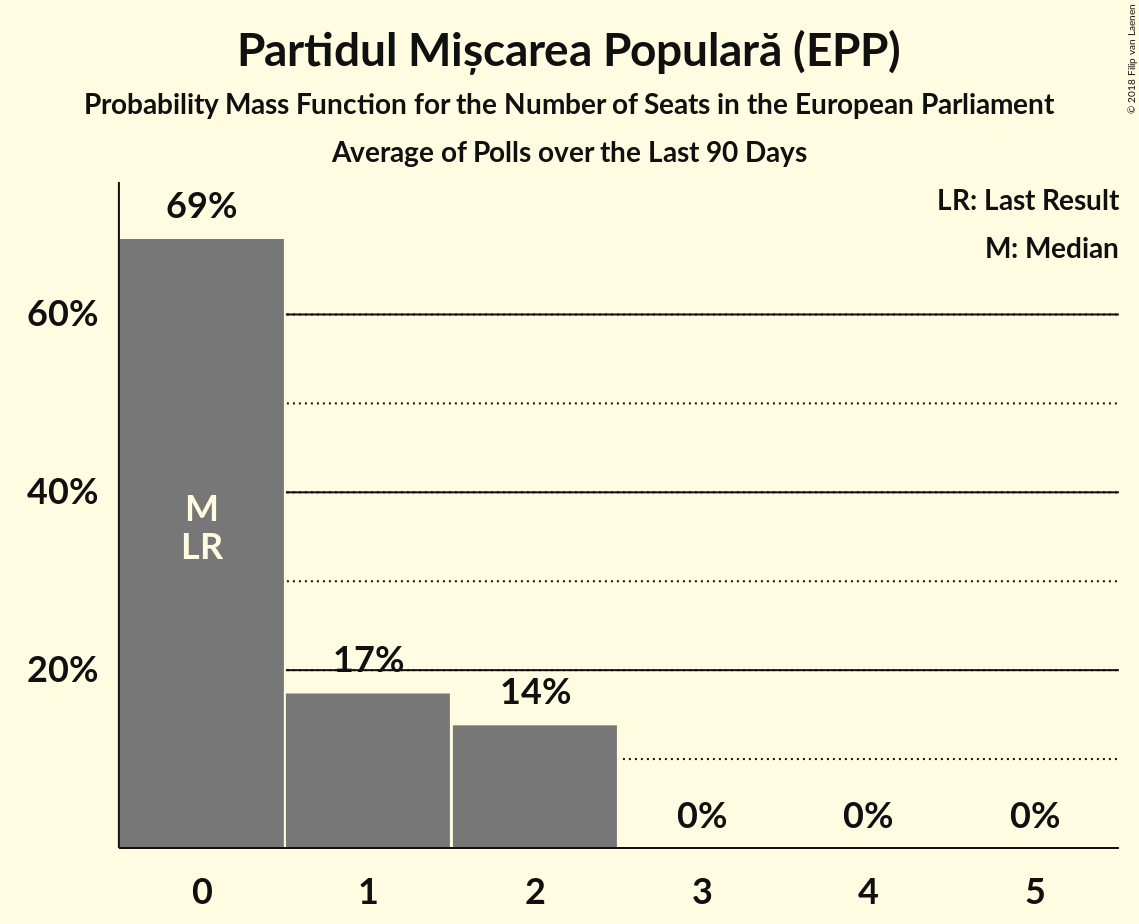 Partidul Mișcarea Populară (EPP)
Probability Mass Function for the Number of Seats in the European Parliament
Average of Polls over the Last 90 Days
© 2018 Filip van Laenen
LR: Last Result
M: Median
69%
60%
40%
M
LR
20%
17%
14%
0%
0%
0%
0
1
2
3
4
5